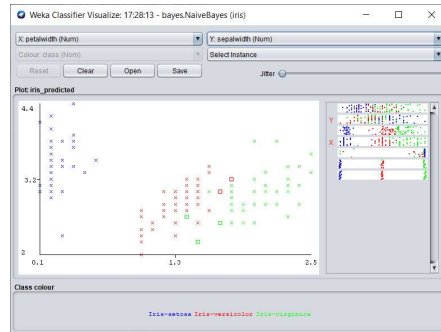 Weka Classifier Visualize: 17:28:13 - bayes.NaiveBayes (iris)
X: petalwidth (Num)
Y: sepalwidth (Num)
Colour: class (Nom)
Select Instance
Reset
Clear
Open
Save
Jitter
Plot: iris_predicted
4.4
3.2
2
0.1
1.3
2.5
Y
X
Class colour
Iris-setosa Iris-versicolor Iris-virginica